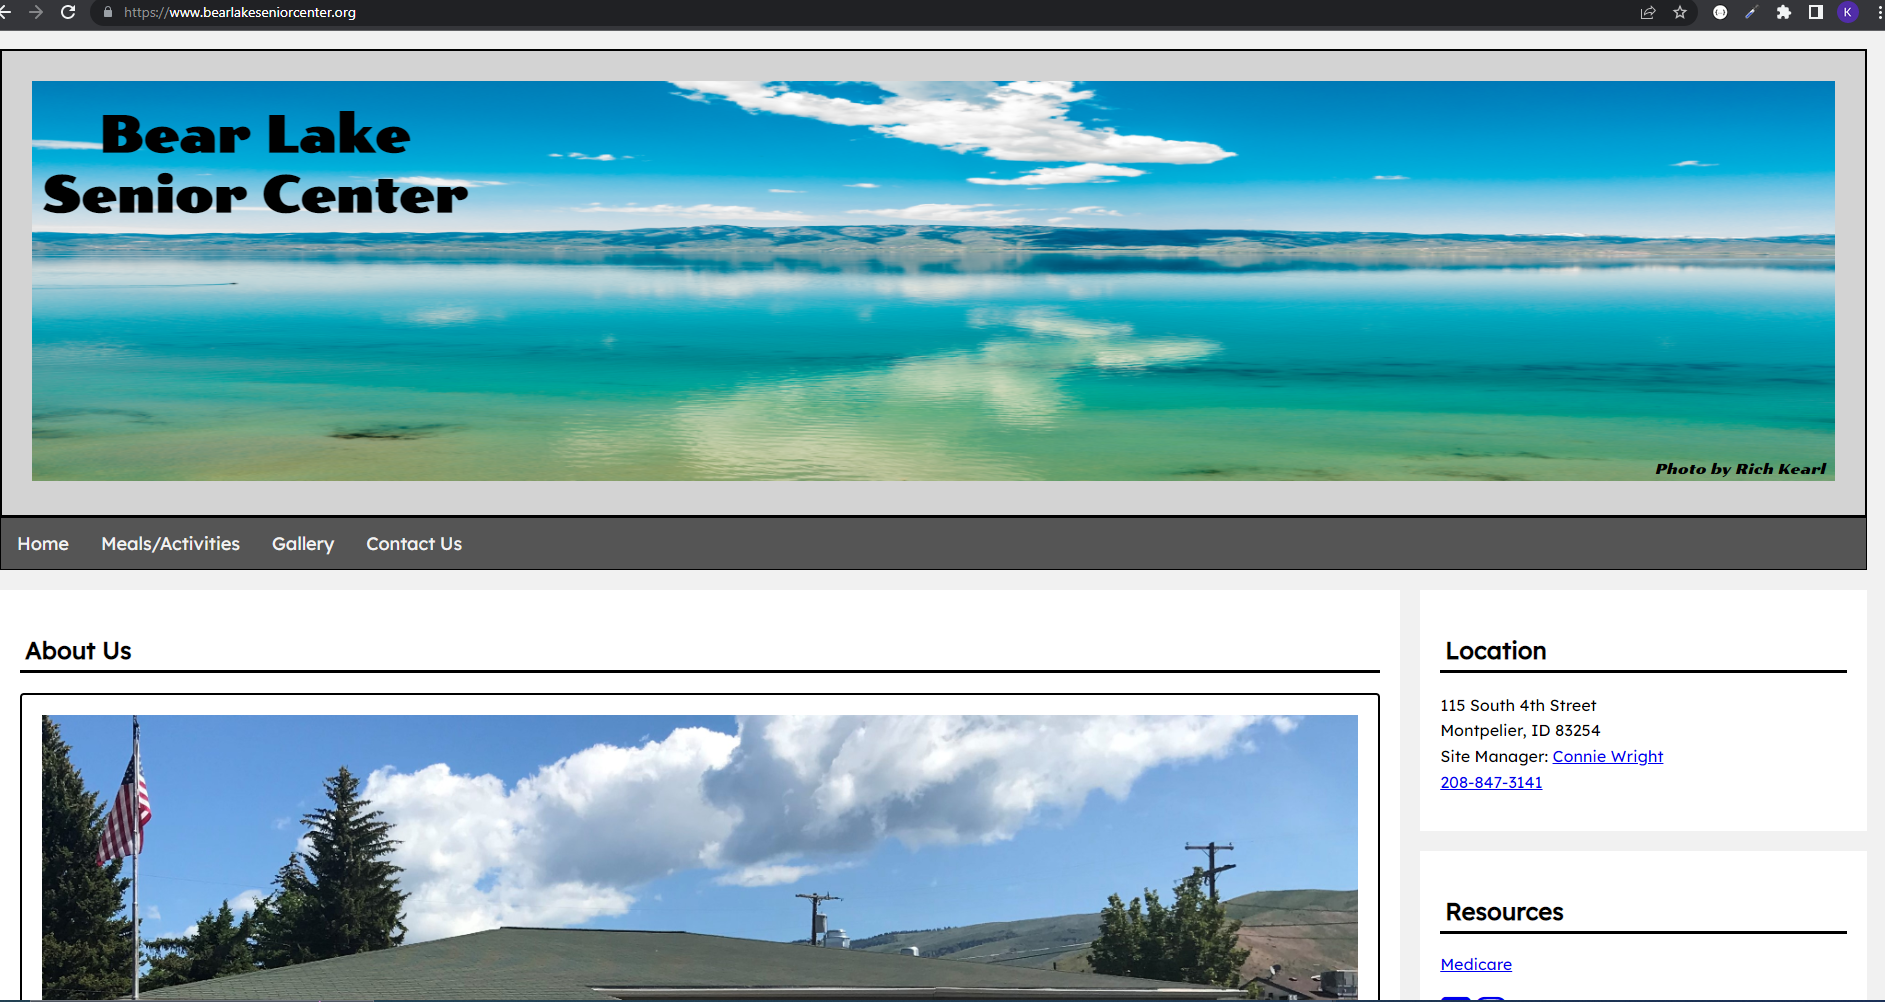 https://www.bearlakeseniorcenter.org
K
Bear Lake
Senior Center
Photo by Rich Kearl
Home Meals/Activities Gallery Contact Us
About Us
Location
115 South 4th Street
Montpelier, ID 83254
Site Manager: Connie Wright
208-847-3141
Resources
Medicare